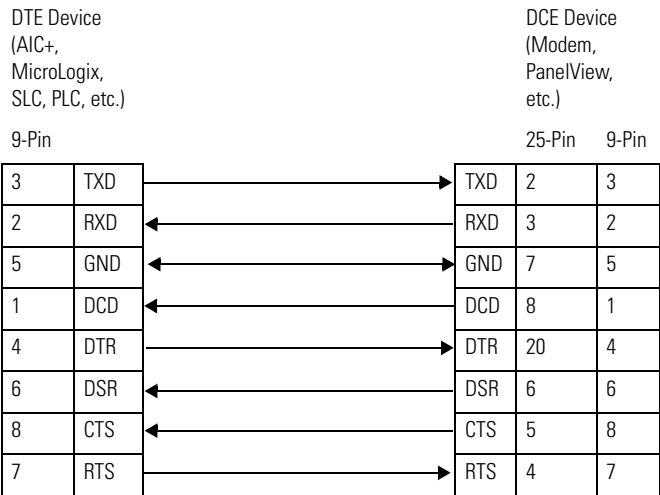 DTE Device
(AIC+,
MicroLogix,
SLC, PLC, etc.)
DCE Device
(Modem,
PanelView,
etc.)
9-Pin
25-Pin 9-Pin
3 TXD TXD 2 3
2 RXD RXD 3 2
5 GND GND 7 5
1 DCD DCD 8 1
4 DTR DTR 20 4
6 DSR DSR 6 6
8 CTS CTS 5 8
7 RTS RTS 4 7